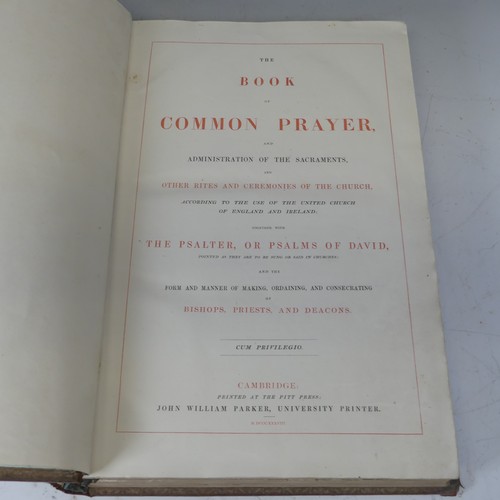 THE
BOOK
OF
COMMON PRAYER,
AND
ADMINISTRATION OF THE SACRAMENTS,
AND
OTHER RITES AND CEREMONIES OF THE CHURCH,
ACCORDING TO THE USE OF THE UNITED CHURCH
OF ENGLAND AND IRELAND:
TOGETHER WITH
THE PSALTER, OR PSALMS OF DAVID,
POINTED AS THEY ARE TO BE SUNG OR SAID IN CHURCHES;
AND THE
FORM AND MANNER OF MAKING, ORDAINING, AND CONSECRATING
OF
BISHOPS, PRIESTS, AND DEACONS.
CUM PRIVILEGIO.
CAMBRIDGE.
PRINTED AT THE PITT PRESS;
JOHN WILLIAM PARKER, UNIVERSITY PRINTER.